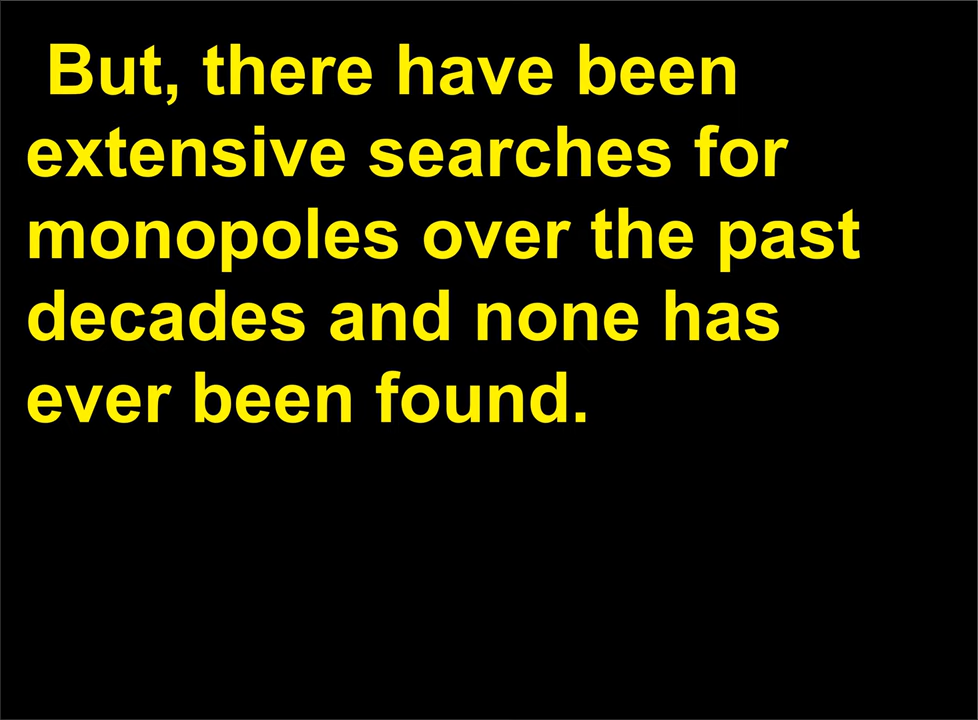 But, there have been
extensive searches for
monopoles over the past
decades and none has
ever been found.